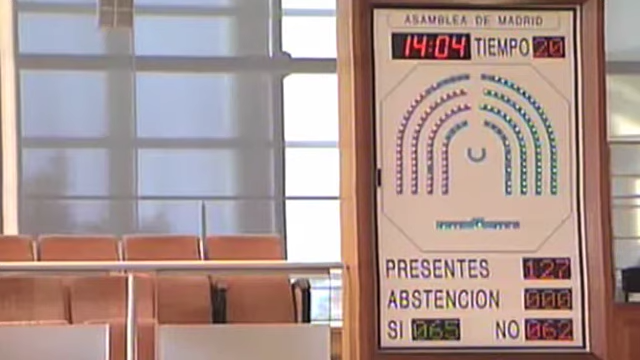 ASAMBLEA DE MADRID
14:04 TIEMPO 20
PRESENTES 127
ABSTENCION 000
SI 065 NO 062